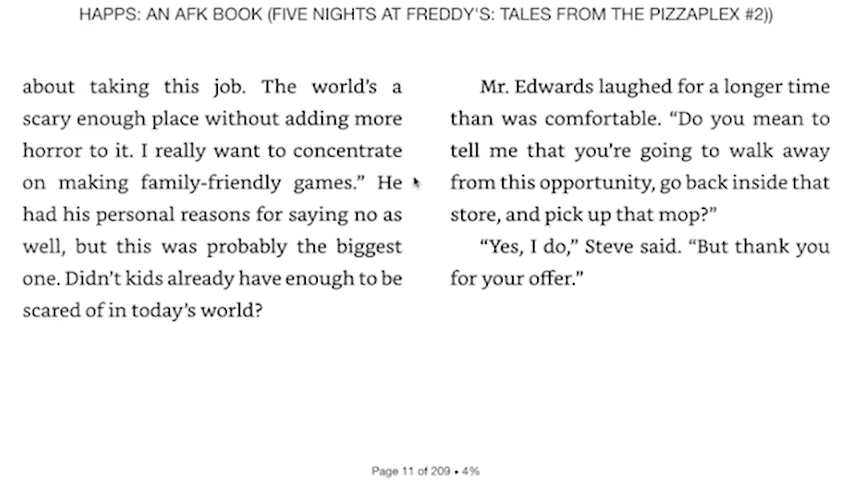 HAPPS: AN AFK BOOK (FIVE NIGHTS AT FREDDY'S: TALES FROM THE PIZZAPLEX #2))
about taking this job. The world’s a
scary enough place without adding more
horror to it. I really want to concentrate
on making family-friendly games.” He
had his personal reasons for saying no as
well, but this was probably the biggest
one. Didn’t kids already have enough to be
scared of in today’s world?
Mr. Edwards laughed for a longer time
than was comfortable. “Do you mean to
tell me that you’re going to walk away
from this opportunity, go back inside that
store, and pick up that mop?”
“Yes, I do,” Steve said. “But thank you
for your offer.”
Page 11 of 209 • 4%